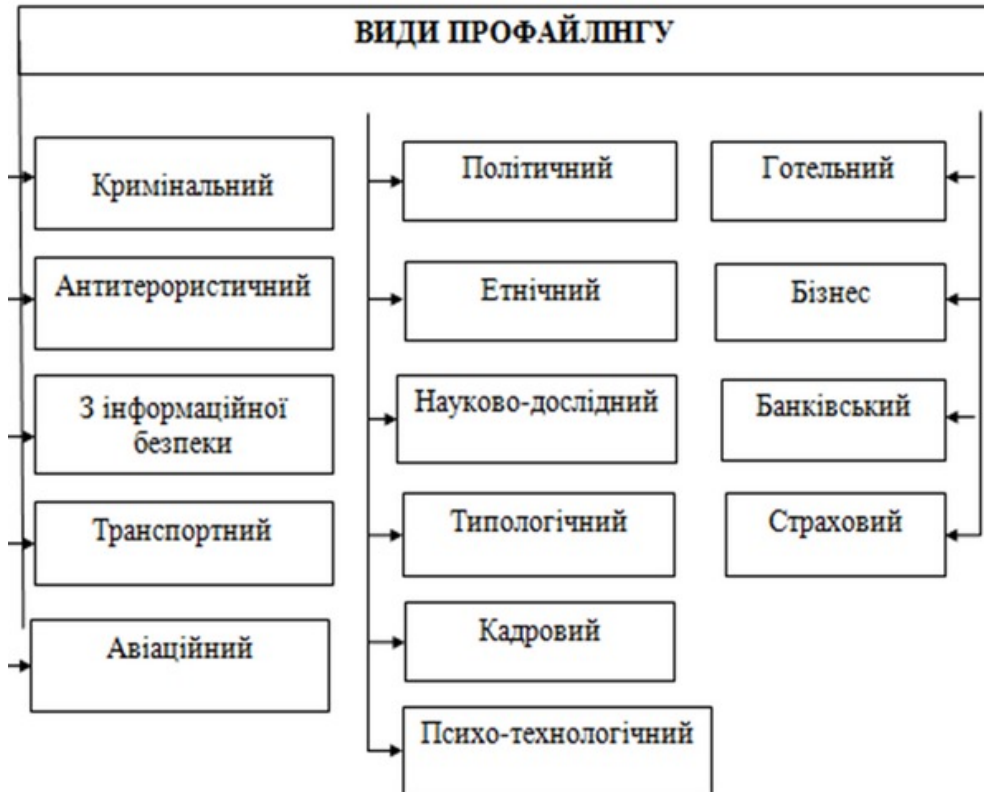 ВИДИ ПРОФАЙЛІНГУ
Кримінальний
Антитерористичний
З інформаційної
безпеки
Транспортний
Авіаційний
Політичний
Етнічний
Науково-дослідний
Типологічний
Кадровий
Психо-технологічний
Готельний
Бізнес
Банківський
Страховий